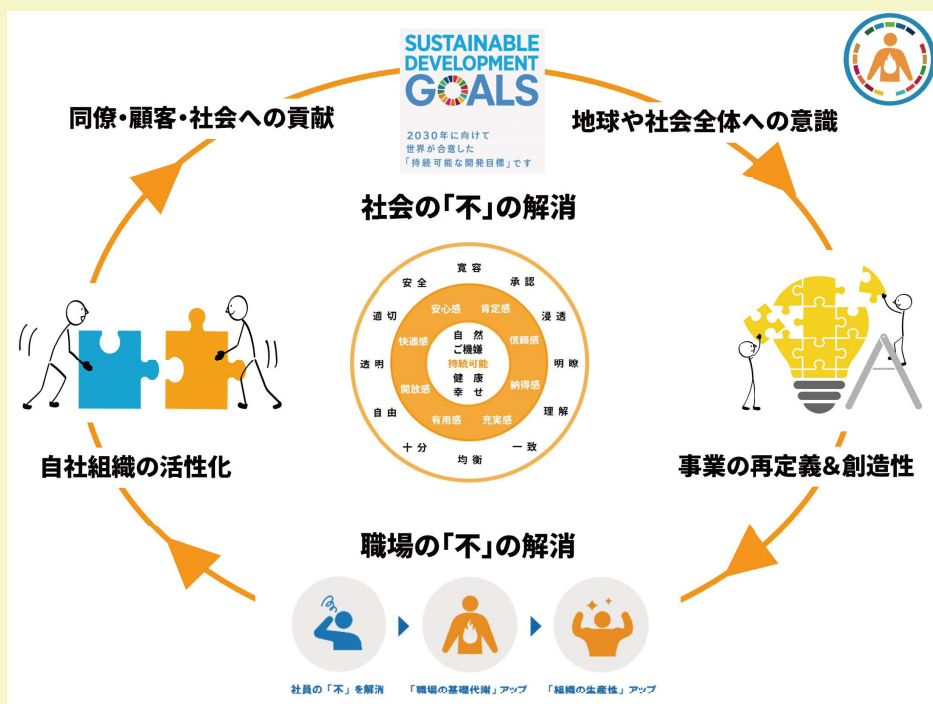 SUSTAINABLE
DEVELOPMENT
GOALS
2030年に向けて
世界が合意した
「持続可能な開発目標」です
同僚・顧客・社会への貢献
地球や社会全体への意識
社会の「不」の解消
寛容
安全
承認
適切
安心感
肯定感
浸透
快適感
自然
信頼感
ご機嫌
透明
持続可能
明瞭
健康
開放感
幸せ
納得感
自由
有用感
充実感
理解
十分
均衡
一致
自社組織の活性化
事業の再定義&創造性
職場の「不」の解消
社員の「不」を解消
「職場の基礎代謝」アップ
「組織の生産性」アップ